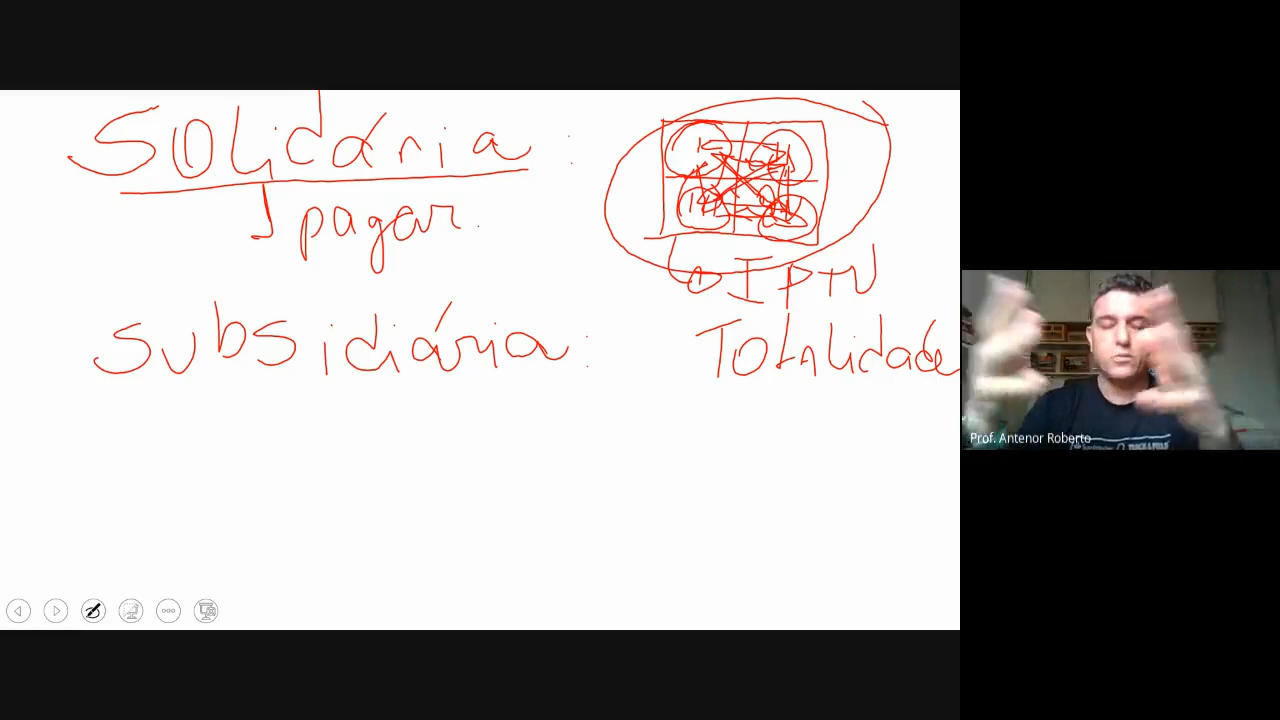 Solidária :
pagar.
IPTU
Subsidiária : Totalidade
Prof. Antenor Roberto